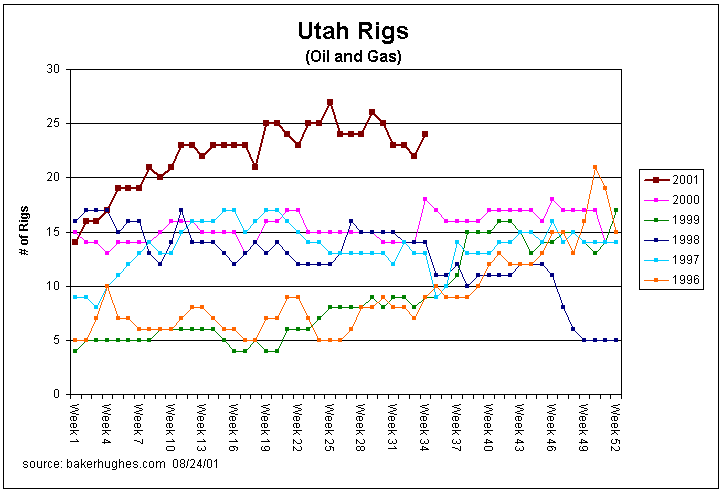 Utah Rigs
(Oil and Gas)
30
25
20
15
10
5
0
# of Rigs
Week 1
Week 4
Week 7
Week 10
Week 13
Week 16
Week 19
Week 22
Week 25
Week 28
Week 31
Week 34
Week 37
Week 40
Week 43
Week 46
Week 49
Week 52
2001
2000
1999
1998
1997
1996
source: bakerhughes.com 08/24/01